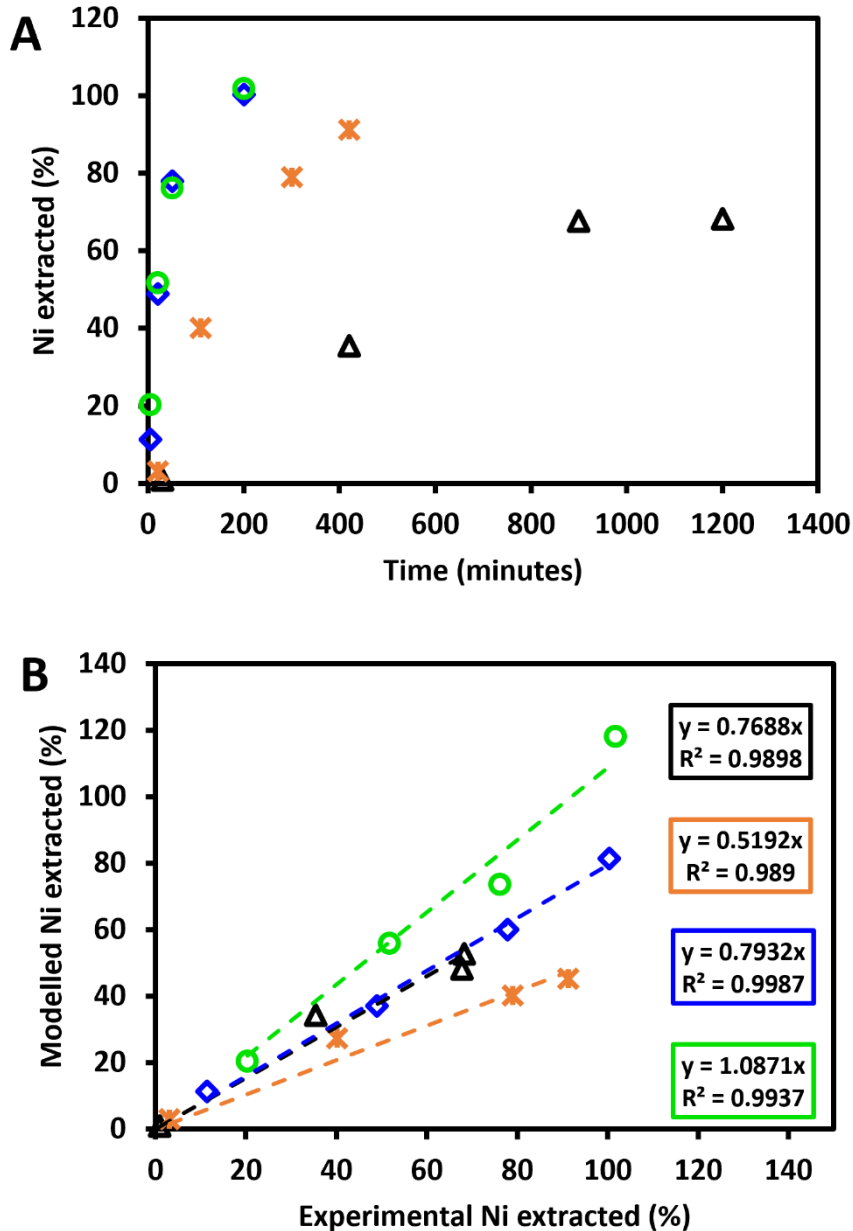 A
120
100
80
60
40
20
0
Ni extracted (%)
0 200 400 600 800 1000 1200 1400
Time (minutes)
B
140
120
100
80
60
40
20
0
Modelled Ni extracted (%)
y = 0.7688x
R² = 0.9898
y = 0.5192x
R² = 0.989
y = 0.7932x
R² = 0.9987
y = 1.0871x
R² = 0.9937
0 20 40 60 80 100 120 140
Experimental Ni extracted (%)